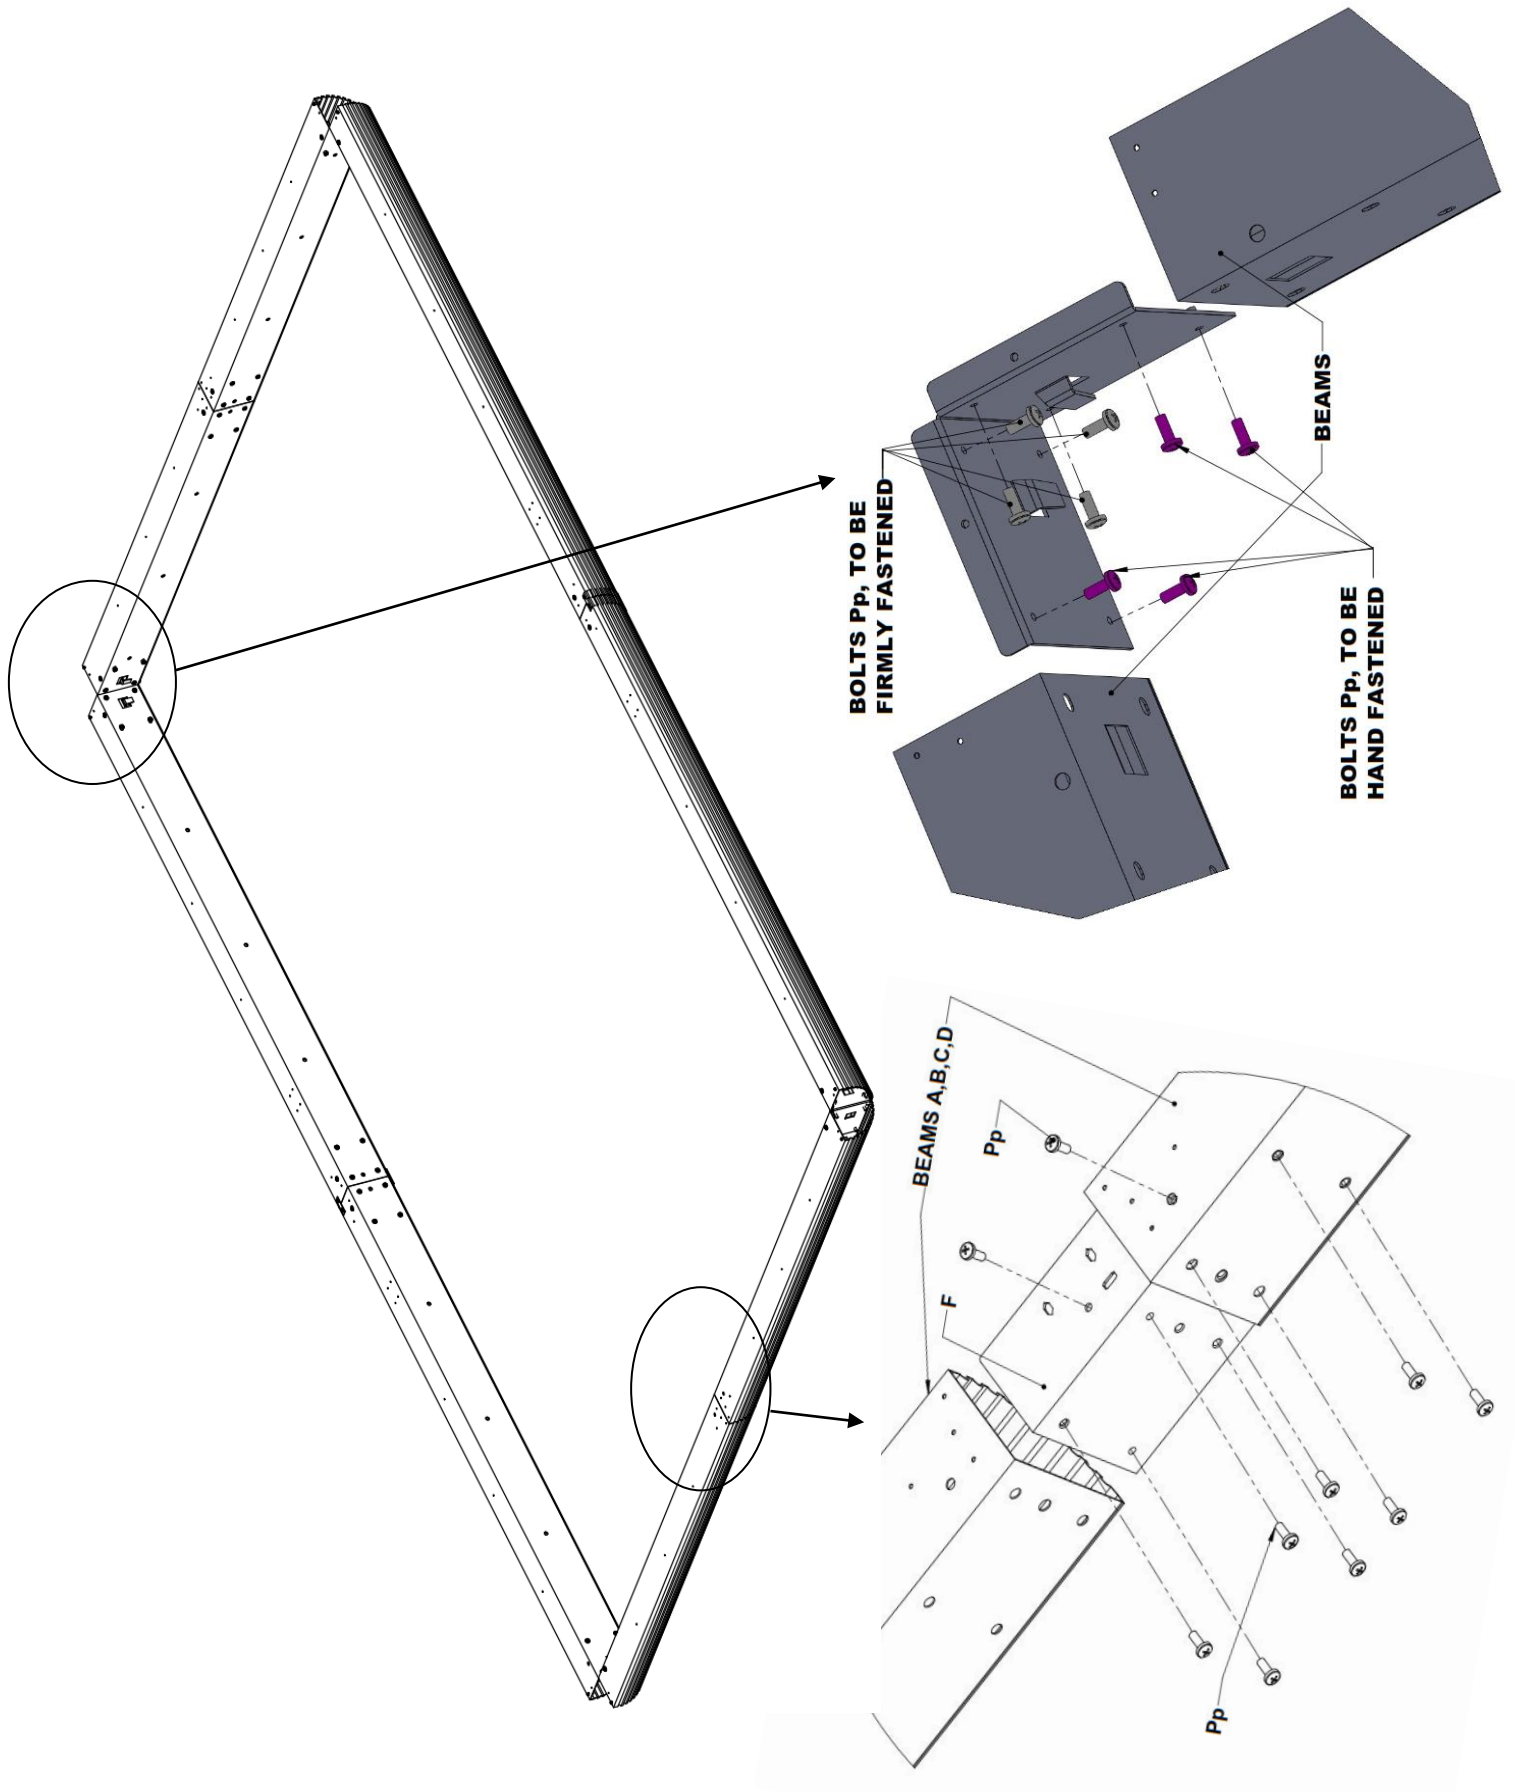 BOLTS Pp, TO BE
FIRMLY FASTENED
BEAMS
BOLTS Pp, TO BE
HAND FASTENED
BEAMS A,B,C,D
Pp
F
Pp